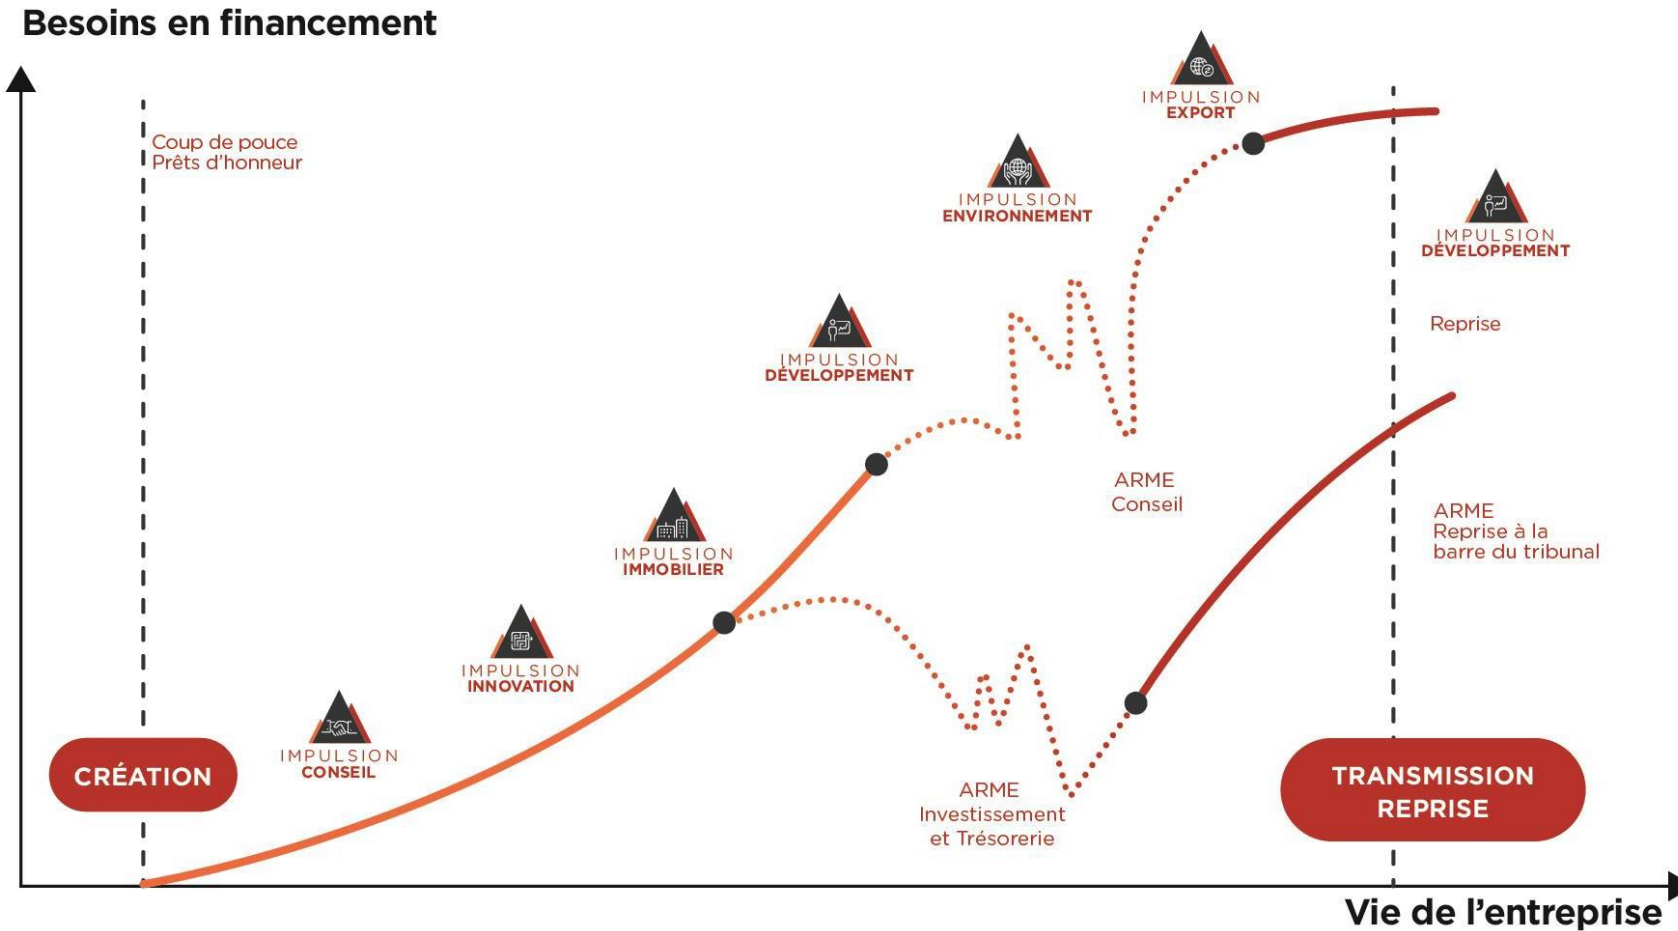 Besoins en financement
Coup de pouce
Prêts d'honneur
IMPULSION
EXPORT
IMPULSION
ENVIRONNEMENT
IMPULSION
DÉVELOPPEMENT
Reprise
IMPULSION
DÉVELOPPEMENT
ARME
Conseil
ARME
Reprise à la
barre du tribunal
IMPULSION
IMMOBILIER
IMPULSION
INNOVATION
IMPULSION
CONSEIL
CRÉATION
ARME
Investissement
et Trésorerie
TRANSMISSION
REPRISE
Vie de l'entreprise